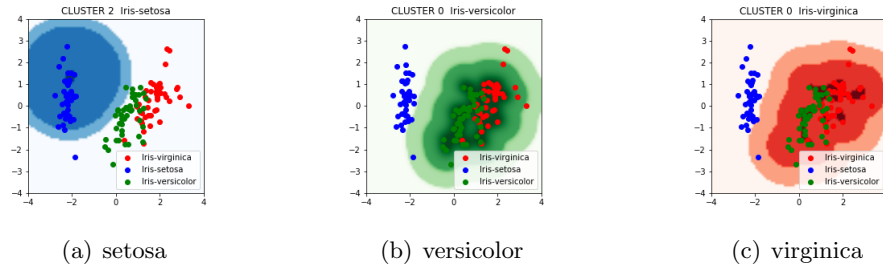 CLUSTER 2 Iris-setosa
4
3
2
1
0
−1
−2
−3
−4
−4
−2
0
2
4
Iris-virginica
Iris-setosa
Iris-versicolor
(a) setosa
CLUSTER 0 Iris-versicolor
4
3
2
1
0
−1
−2
−3
−4
−4
−2
0
2
4
Iris-virginica
Iris-setosa
Iris-versicolor
(b) versicolor
CLUSTER 0 Iris-virginica
4
3
2
1
0
−1
−2
−3
−4
−4
−2
0
2
4
Iris-virginica
Iris-setosa
Iris-versicolor
(c) virginica